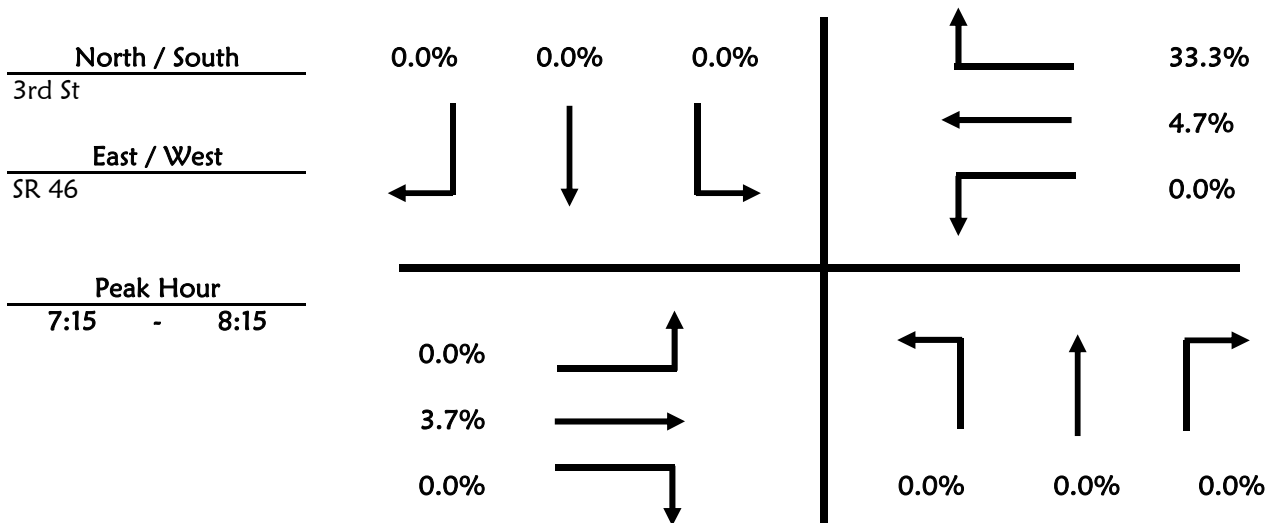 North / South
3rd St
East / West
SR 46
Peak Hour
7:15 - 8:15
0.0% 0.0% 0.0%
33.3%
4.7%
0.0%
0.0%
3.7%
0.0%
0.0% 0.0% 0.0%